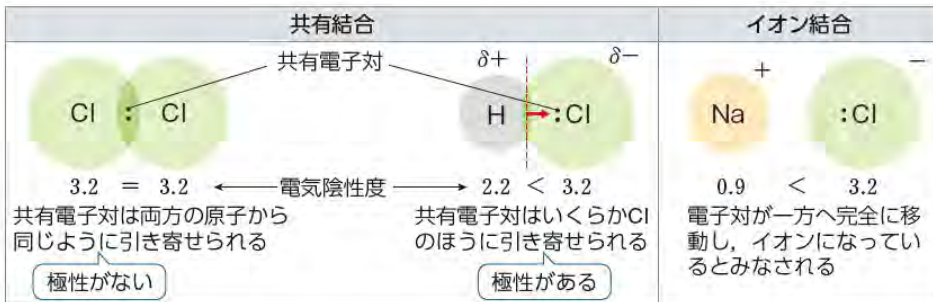 共有結合
イオン結合
共有電子対
Cl : Cl
δ+ δ−
H :Cl
+ −
Na :Cl
3.2 = 3.2
電気陰性度
2.2 < 3.2
0.9 < 3.2
共有電子対は両方の原子から
同じように引き寄せられる
極性がない
共有電子対はいくらかCl
のほうに引き寄せられる
極性がある
電子対が一方へ完全に移
動し，イオンになってい
るとみなされる